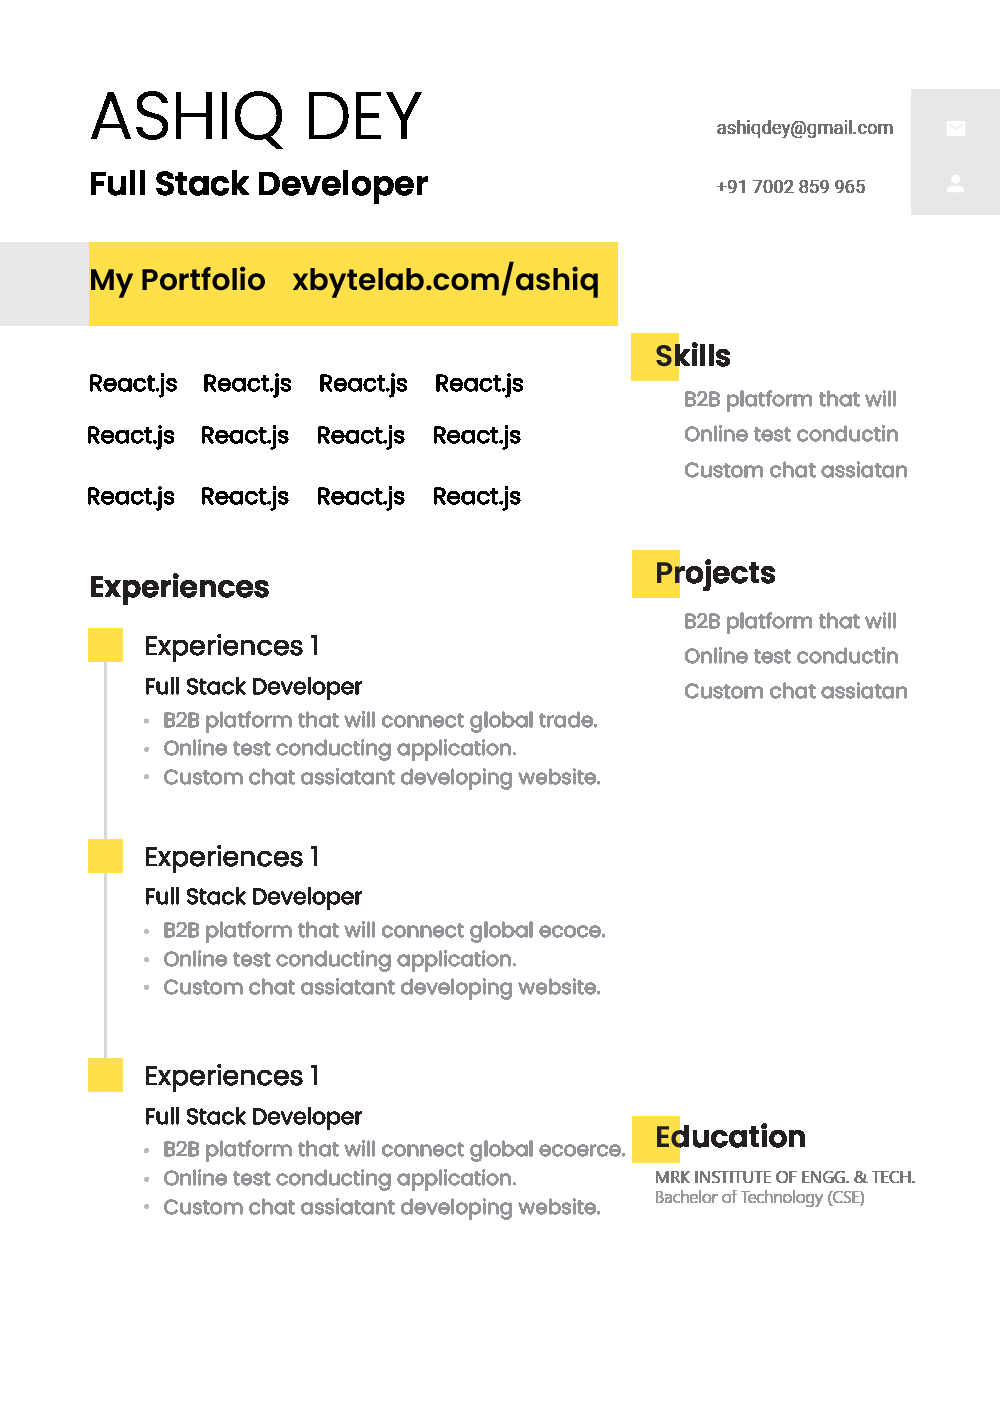 ASHIQ DEY
Full Stack Developer
ashiqdey@gmail.com
+91 7002 859 965
My Portfolio xbytelab.com/ashiq
React.js React.js React.js React.js
React.js React.js React.js React.js
React.js React.js React.js React.js
Experiences
Experiences 1
Full Stack Developer
• B2B platform that will connect global trade.
• Online test conducting application.
• Custom chat assiatant developing website.
Experiences 1
Full Stack Developer
• B2B platform that will connect global ecoce.
• Online test conducting application.
• Custom chat assiatant developing website.
Experiences 1
Full Stack Developer
• B2B platform that will connect global ecoerce.
• Online test conducting application.
• Custom chat assiatant developing website.
Skills
B2B platform that will
Online test conductin
Custom chat assiatan
Projects
B2B platform that will
Online test conductin
Custom chat assiatan
Education
MRK INSTITUTE OF ENGG. & TECH.
Bachelor of Technology (CSE)